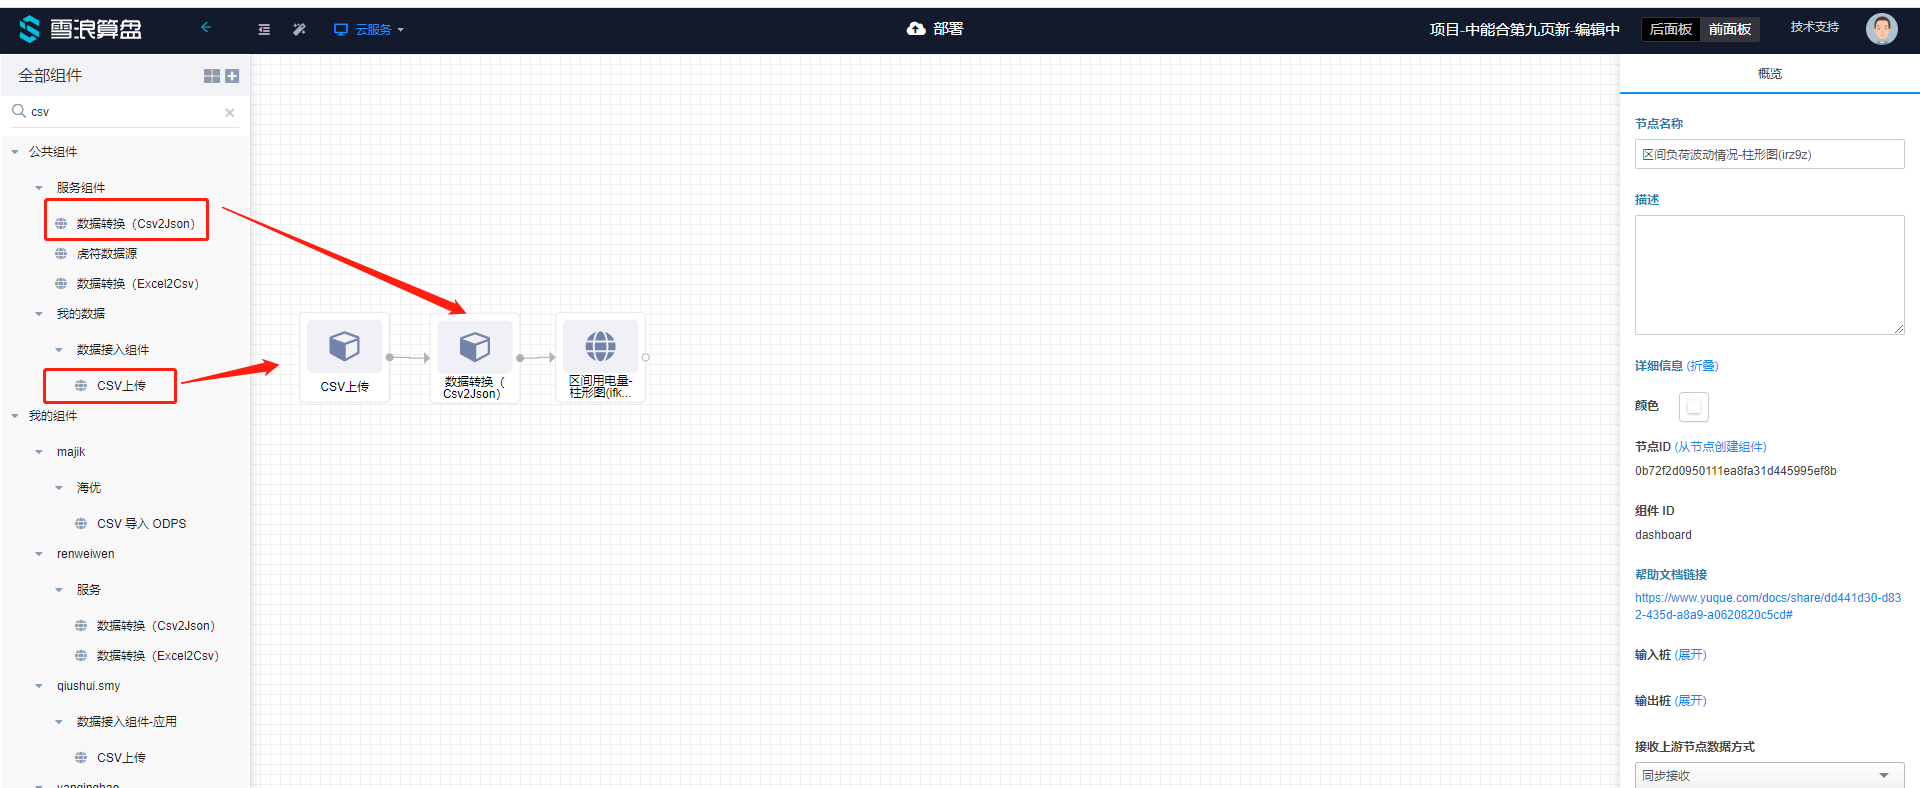 雪浪算盘
云服务
部署
项目-中能合第九页新-编辑中
后面板
前面板
技术支持
全部组件
csv
公共组件
服务组件
数据转换（Csv2Json）
虎符数据源
数据转换（Excel2Csv）
我的数据
数据接入组件
CSV上传
我的组件
majik
海优
CSV 导入 ODPS
renweiwen
服务
数据转换（Csv2Json）
数据转换（Excel2Csv）
qiushui.smy
数据接入组件-应用
CSV上传
CSV上传
数据转换（
Csv2Json）
区间用电量-
柱形图(ifk...
概览
节点名称
区间负荷波动情况-柱形图(irz9z)
描述
详细信息 (折叠)
颜色
节点ID (从节点创建组件)
0b72f2d0950111ea8fa31d445995ef8b
组件 ID
dashboard
帮助文档链接
https://www.yuque.com/docs/share/dd441d30-d83
2-435d-a8a9-a0620820c5cd#
输入桩 (展开)
输出桩 (展开)
接收上游节点数据方式
同步接收